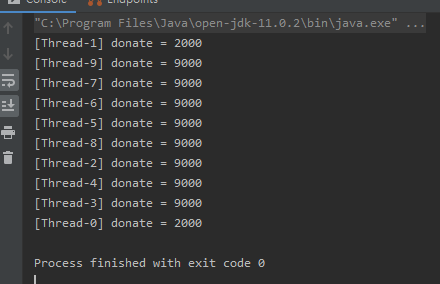 Console Endpoints
"C:\Program Files\Java\open-jdk-11.0.2\bin\java.exe" ...
[Thread-1] donate = 2000
[Thread-9] donate = 9000
[Thread-7] donate = 9000
[Thread-6] donate = 9000
[Thread-5] donate = 9000
[Thread-8] donate = 9000
[Thread-2] donate = 9000
[Thread-4] donate = 9000
[Thread-3] donate = 9000
[Thread-0] donate = 2000
Process finished with exit code 0